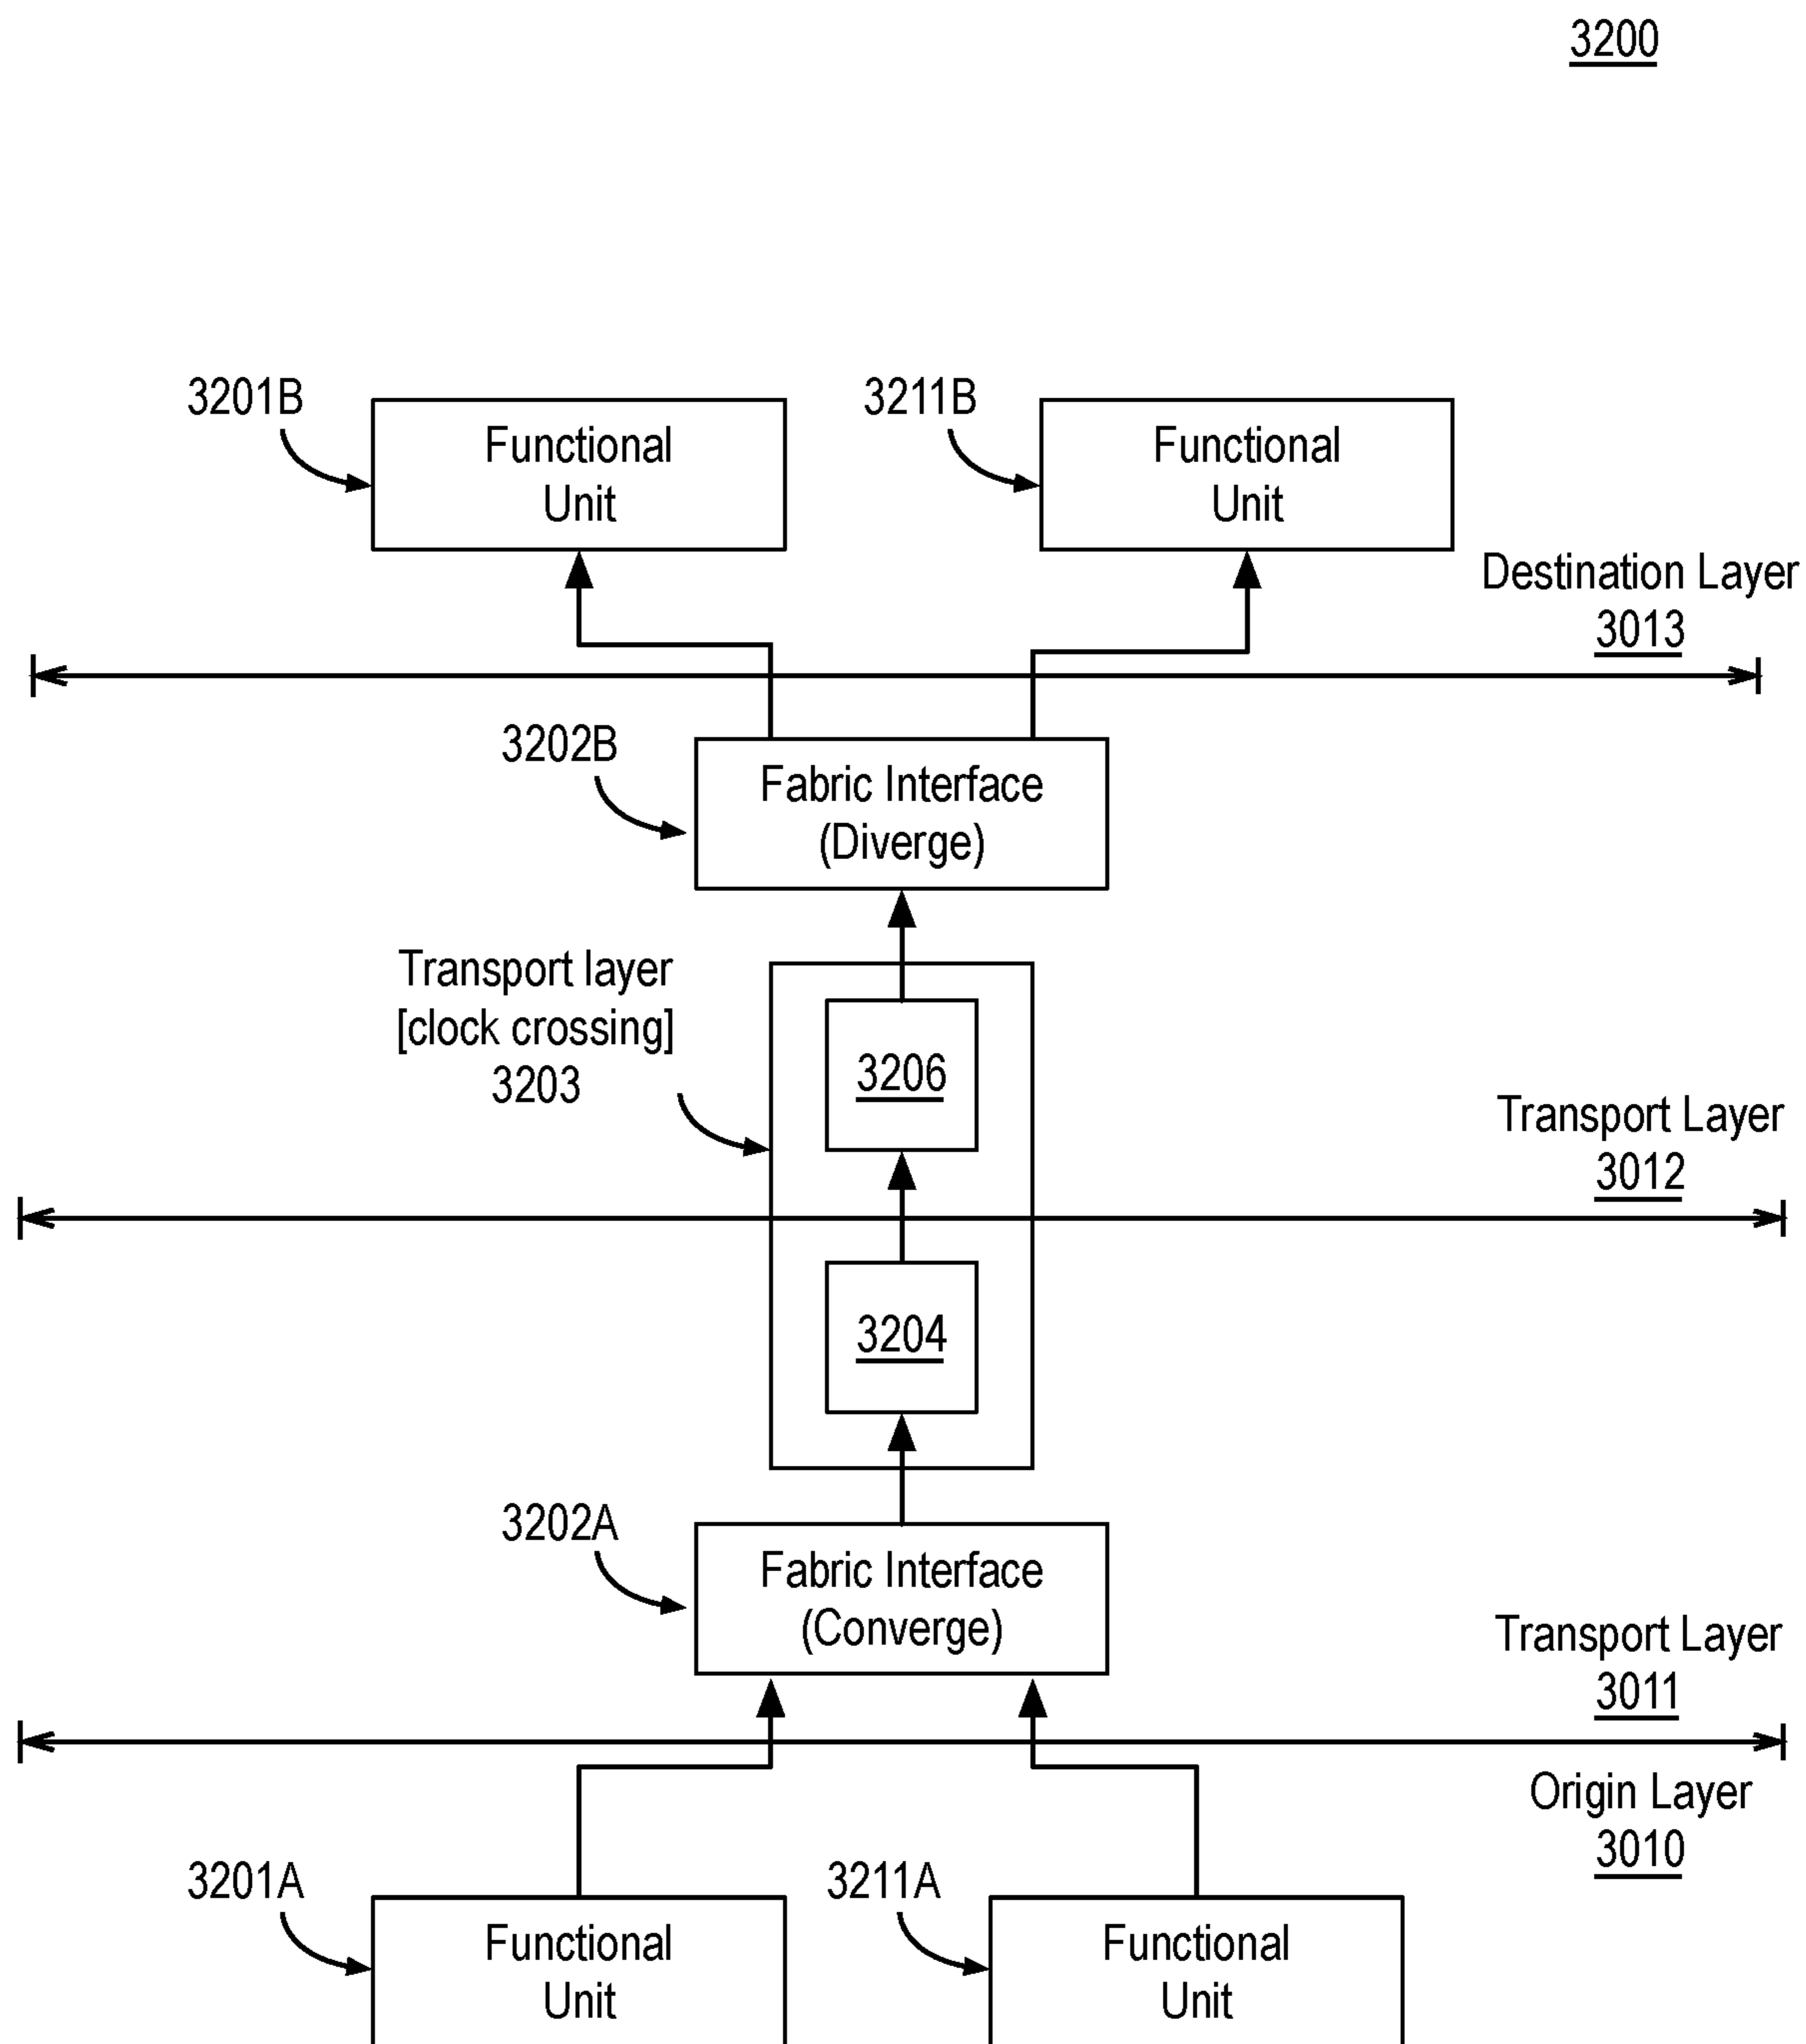 3200
3201B
Functional
Unit
3211B
Functional
Unit
Destination Layer
3013
3202B
Fabric Interface
(Diverge)
Transport layer
[clock crossing]
3203
3206
Transport Layer
3012
3204
3202A
Fabric Interface
(Converge)
Transport Layer
3011
Origin Layer
3010
3201A
Functional
Unit
3211A
Functional
Unit